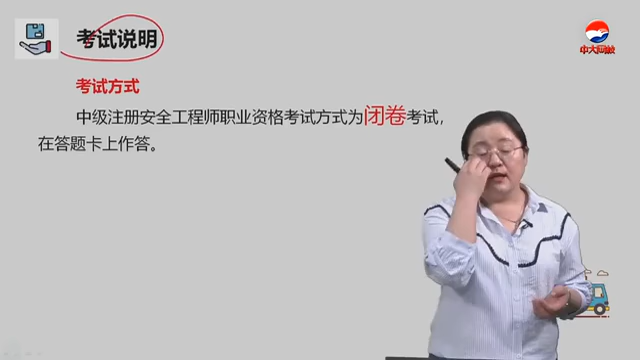 考试说明
中大网校
考试方式
中级注册安全工程师职业资格考试方式为闭卷考试，
在答题卡上作答。